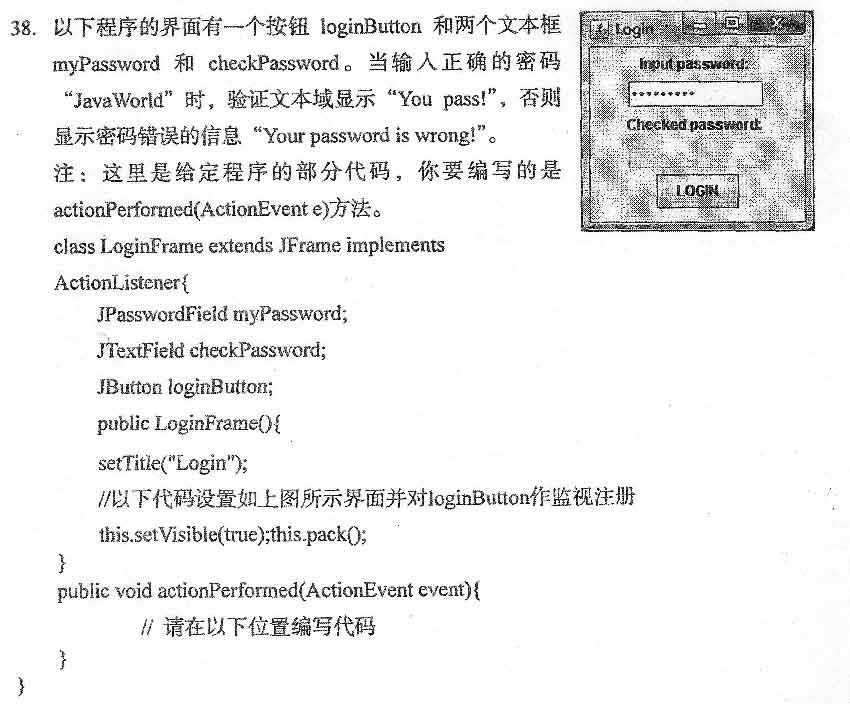 38. 以下程序的界面有一个按钮 loginButton 和两个文本框
myPassword 和 checkPassword。当输入正确的密码
“JavaWorld”时，验证文本域显示“You pass!”，否则
显示密码错误的信息“Your password is wrong!”。
注：这里是给定程序的部分代码，你要编写的是
actionPerformed(ActionEvent e)方法。
class LoginFrame extends JFrame implements
ActionListener{
JPasswordField myPassword;
JTextField checkPassword;
JButton loginButton;
public LoginFrame(){
setTitle("Login");
//以下代码设置如上图所示界面并对loginButton作监视注册
this.setVisible(true);this.pack();
}
public void actionPerformed(ActionEvent event){
// 请在以下位置编写代码
}
}
Login
Input password:
*********
Checked password:
LOGIN